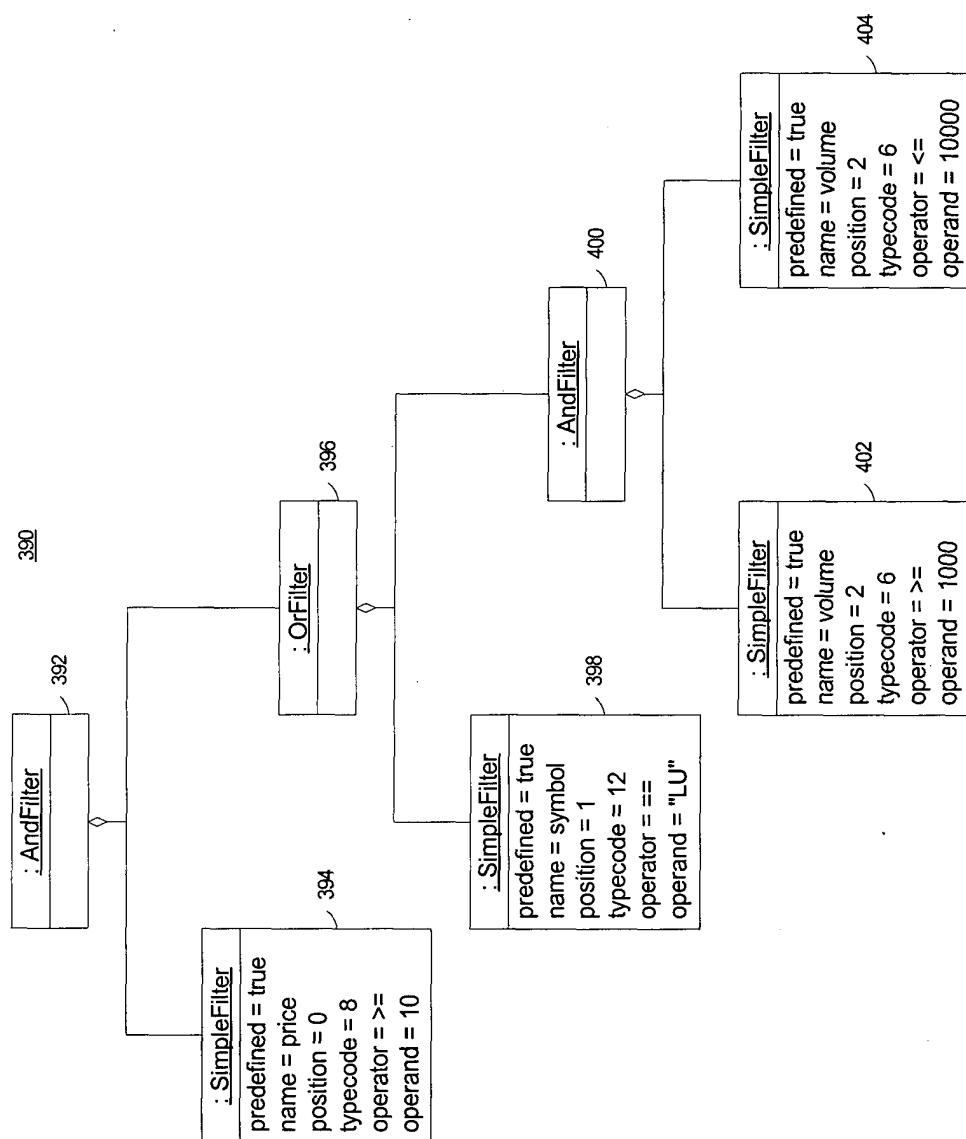 390
392
: AndFilter
394
: SimpleFilter
predefined = true
name = price
position = 0
typecode = 8
operator = >=
operand = 10
396
: OrFilter
398
: SimpleFilter
predefined = true
name = symbol
position = 1
typecode = 12
operator = ==
operand = "LU"
400
: AndFilter
402
: SimpleFilter
predefined = true
name = volume
position = 2
typecode = 6
operator = >=
operand = 1000
404
: SimpleFilter
predefined = true
name = volume
position = 2
typecode = 6
operator = <=
operand = 10000